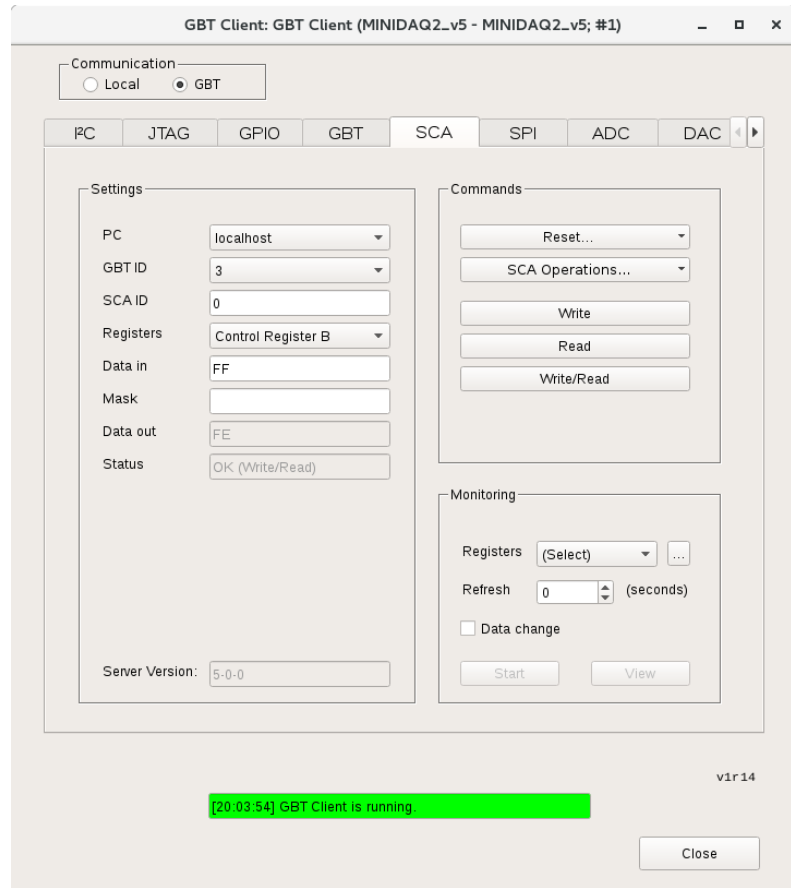 GBT Client: GBT Client (MINIDAQ2_v5 - MINIDAQ2_v5; #1)
Communication
Local GBT
I²C JTAG GPIO GBT SCA SPI ADC DAC
Settings
PC localhost
GBT ID 3
SCA ID 0
Registers Control Register B
Data in FF
Mask
Data out FE
Status OK (Write/Read)
Server Version: 5-0-0
Commands
Reset...
SCA Operations...
Write
Read
Write/Read
Monitoring
Registers (Select) ...
Refresh 0 (seconds)
Data change
Start View
v1r14
[20:03:54] GBT Client is running.
Close